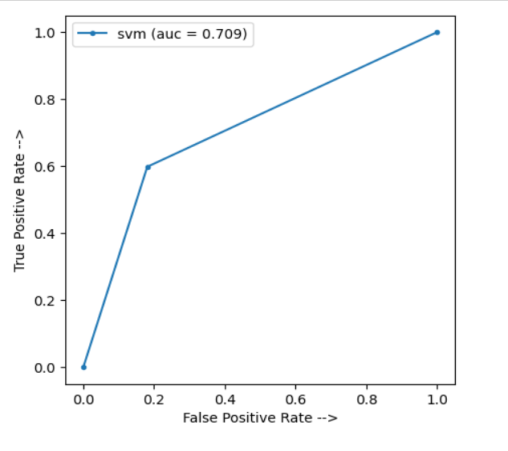 svm (auc = 0.709)
1.0
0.8
0.6
0.4
0.2
0.0
True Positive Rate -->
0.0 0.2 0.4 0.6 0.8 1.0
False Positive Rate -->